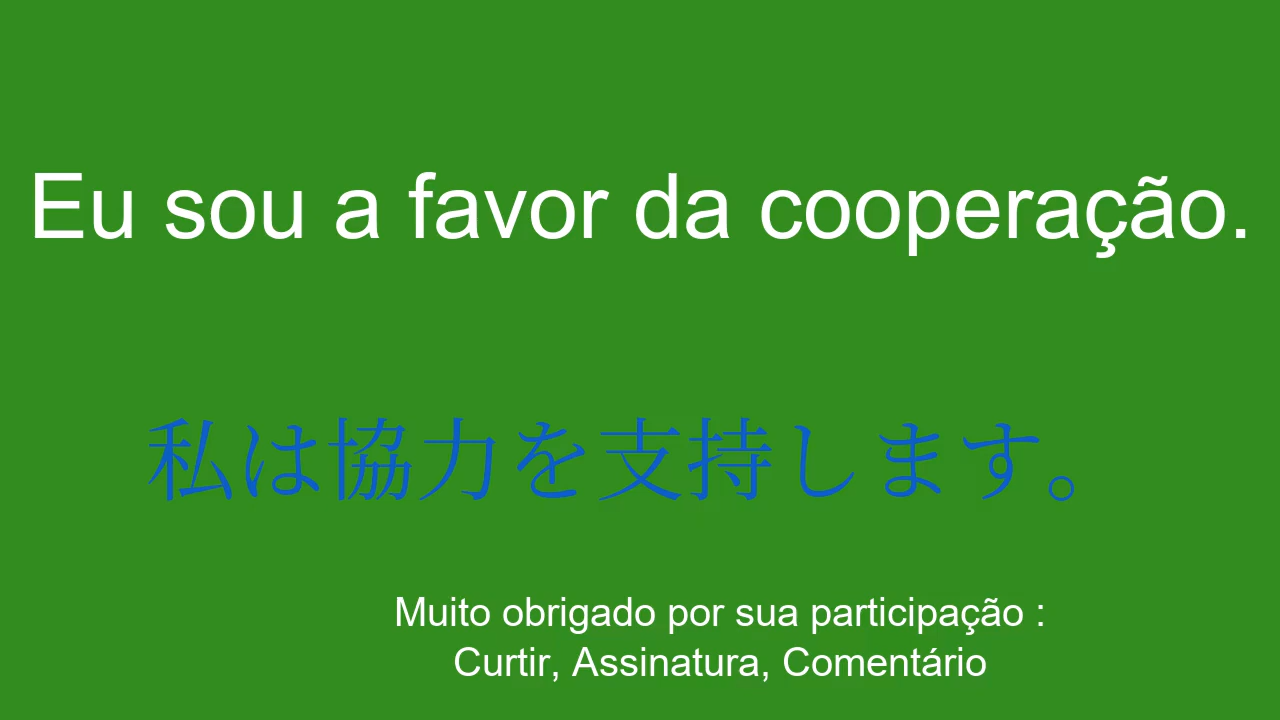 Eu sou a favor da cooperação.
私は協力を支持します。
Muito obrigado por sua participação :
Curtir, Assinatura, Comentário